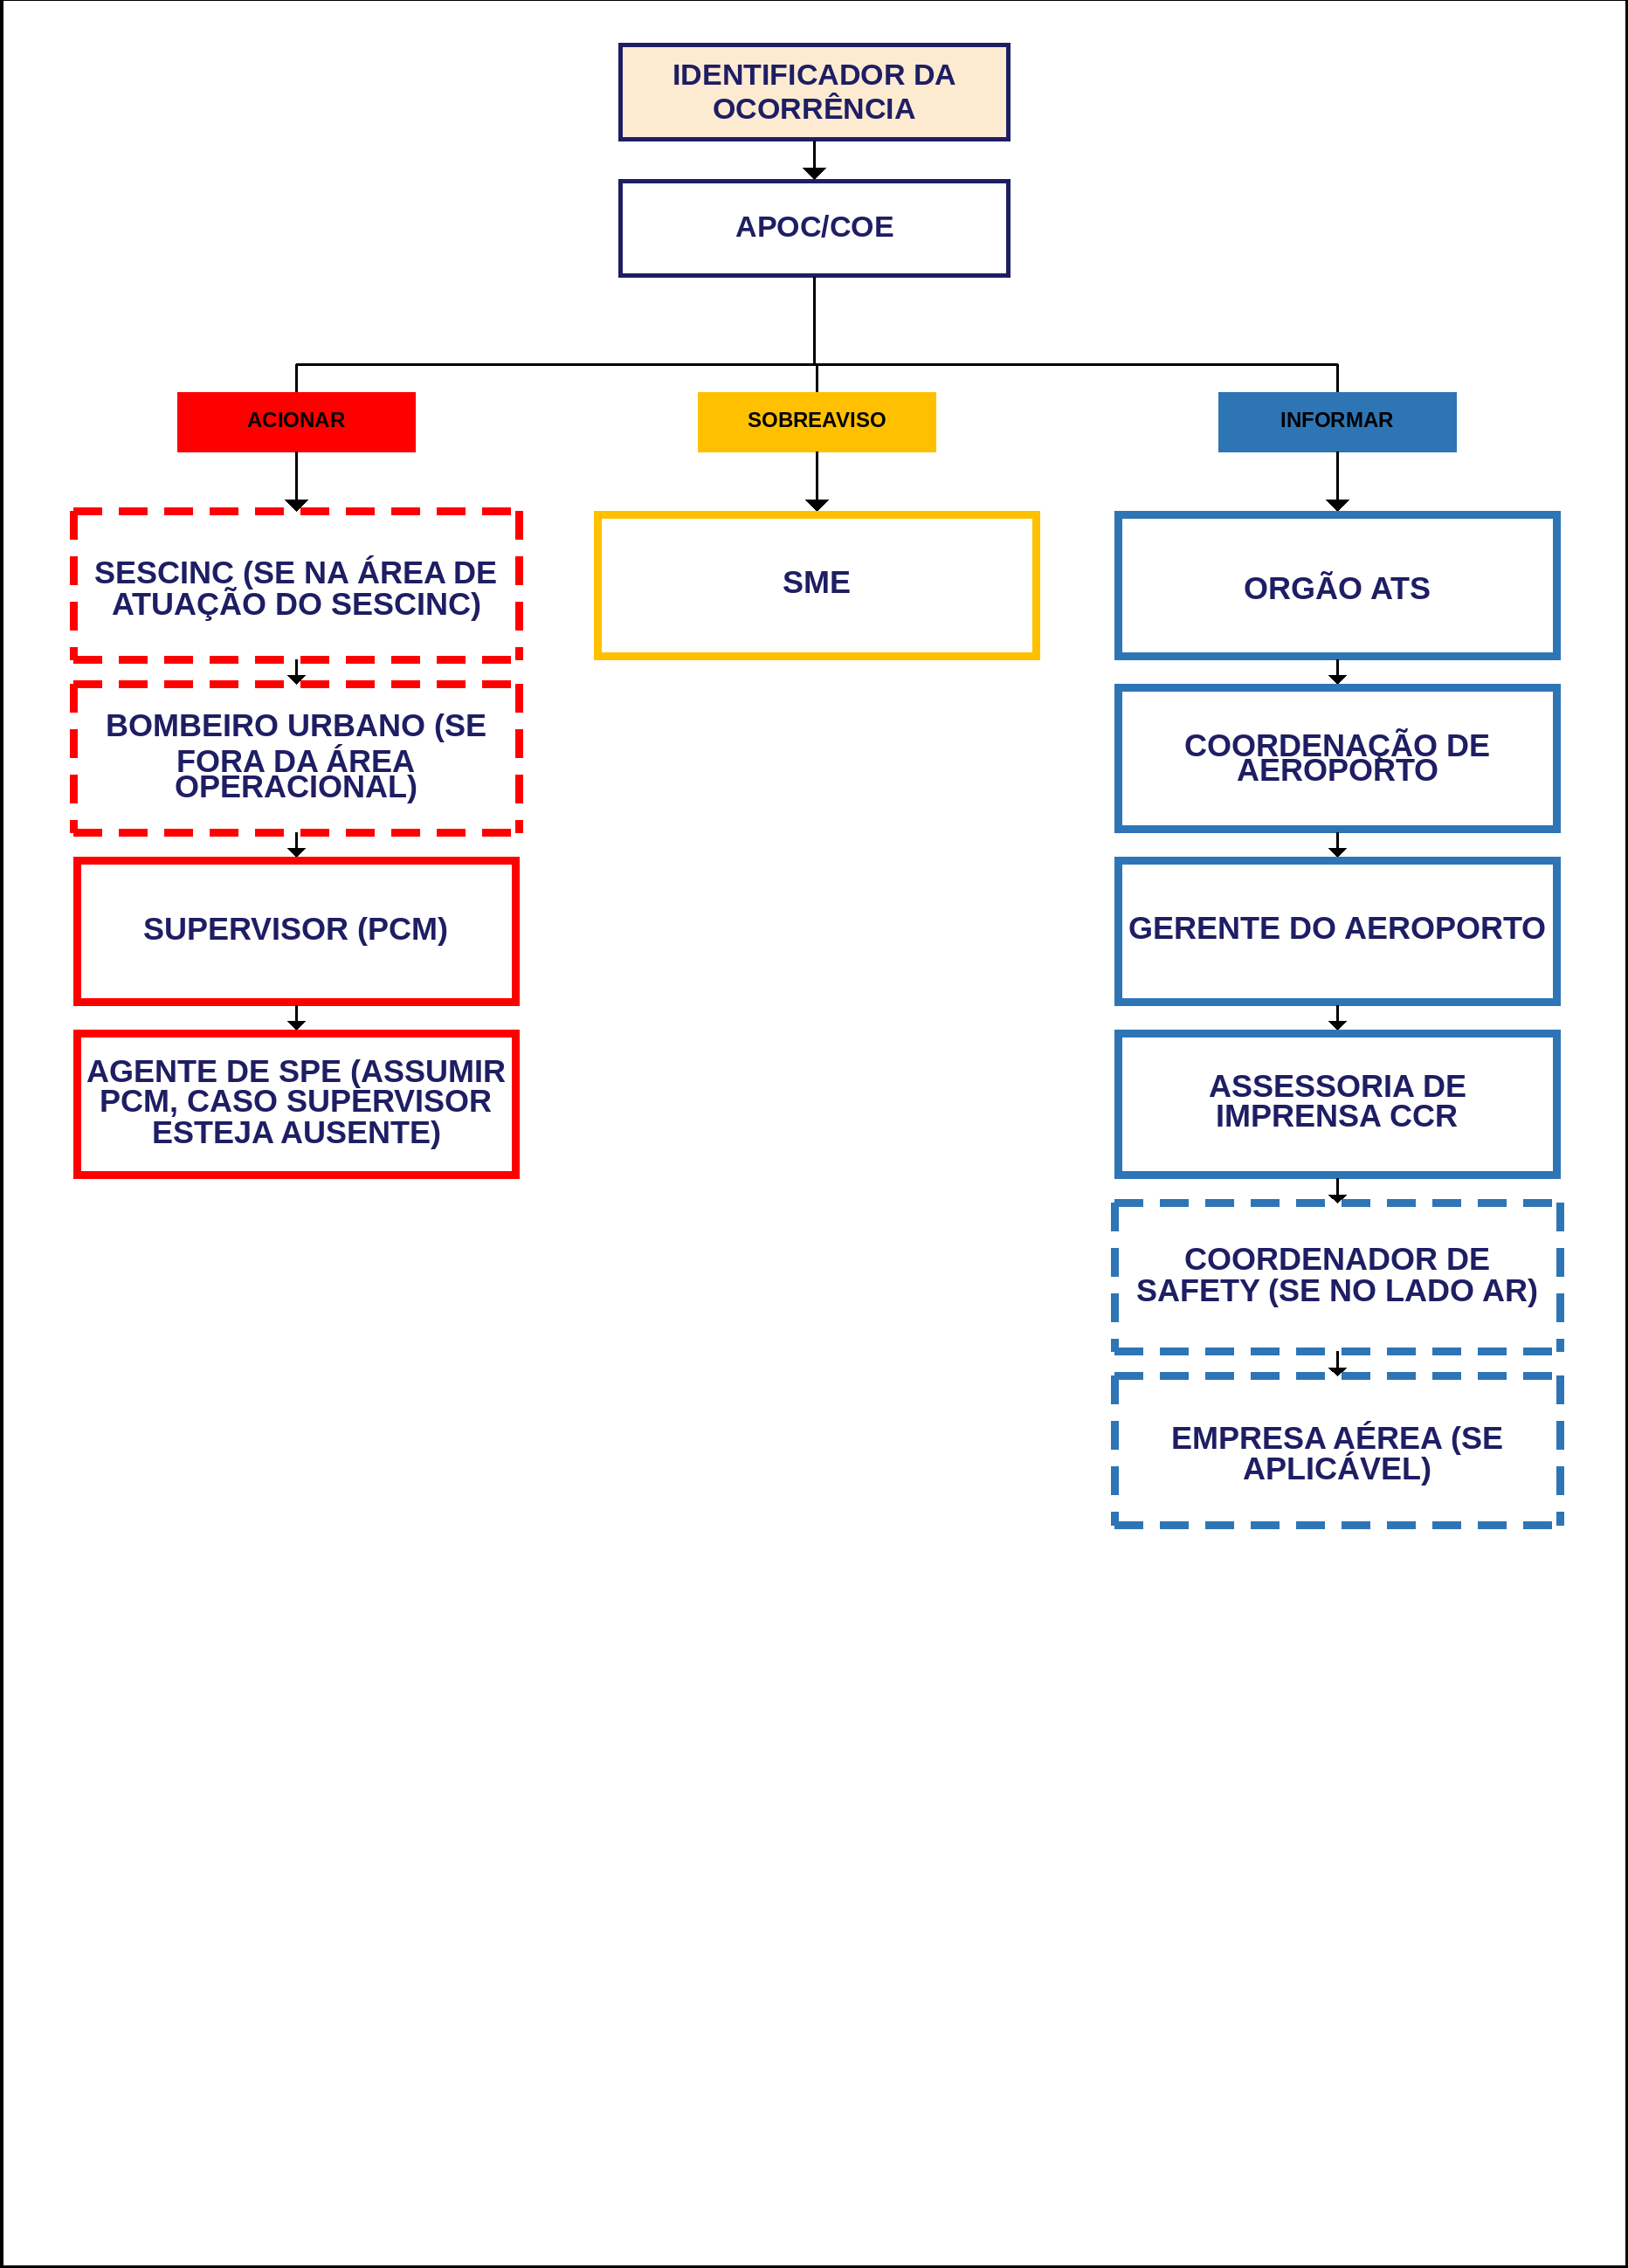 IDENTIFICADOR DA
OCORRÊNCIA
APOC/COE
ACIONAR
SOBREAVISO
INFORMAR
SESCINC (SE NA ÁREA DE
ATUAÇÃO DO SESCINC)
BOMBEIRO URBANO (SE
FORA DA ÁREA
OPERACIONAL)
SUPERVISOR (PCM)
AGENTE DE SPE (ASSUMIR
PCM, CASO SUPERVISOR
ESTEJA AUSENTE)
SME
ORGÃO ATS
COORDENAÇÃO DE
AEROPORTO
GERENTE DO AEROPORTO
ASSESSORIA DE
IMPRENSA CCR
COORDENADOR DE
SAFETY (SE NO LADO AR)
EMPRESA AÉREA (SE
APLICÁVEL)